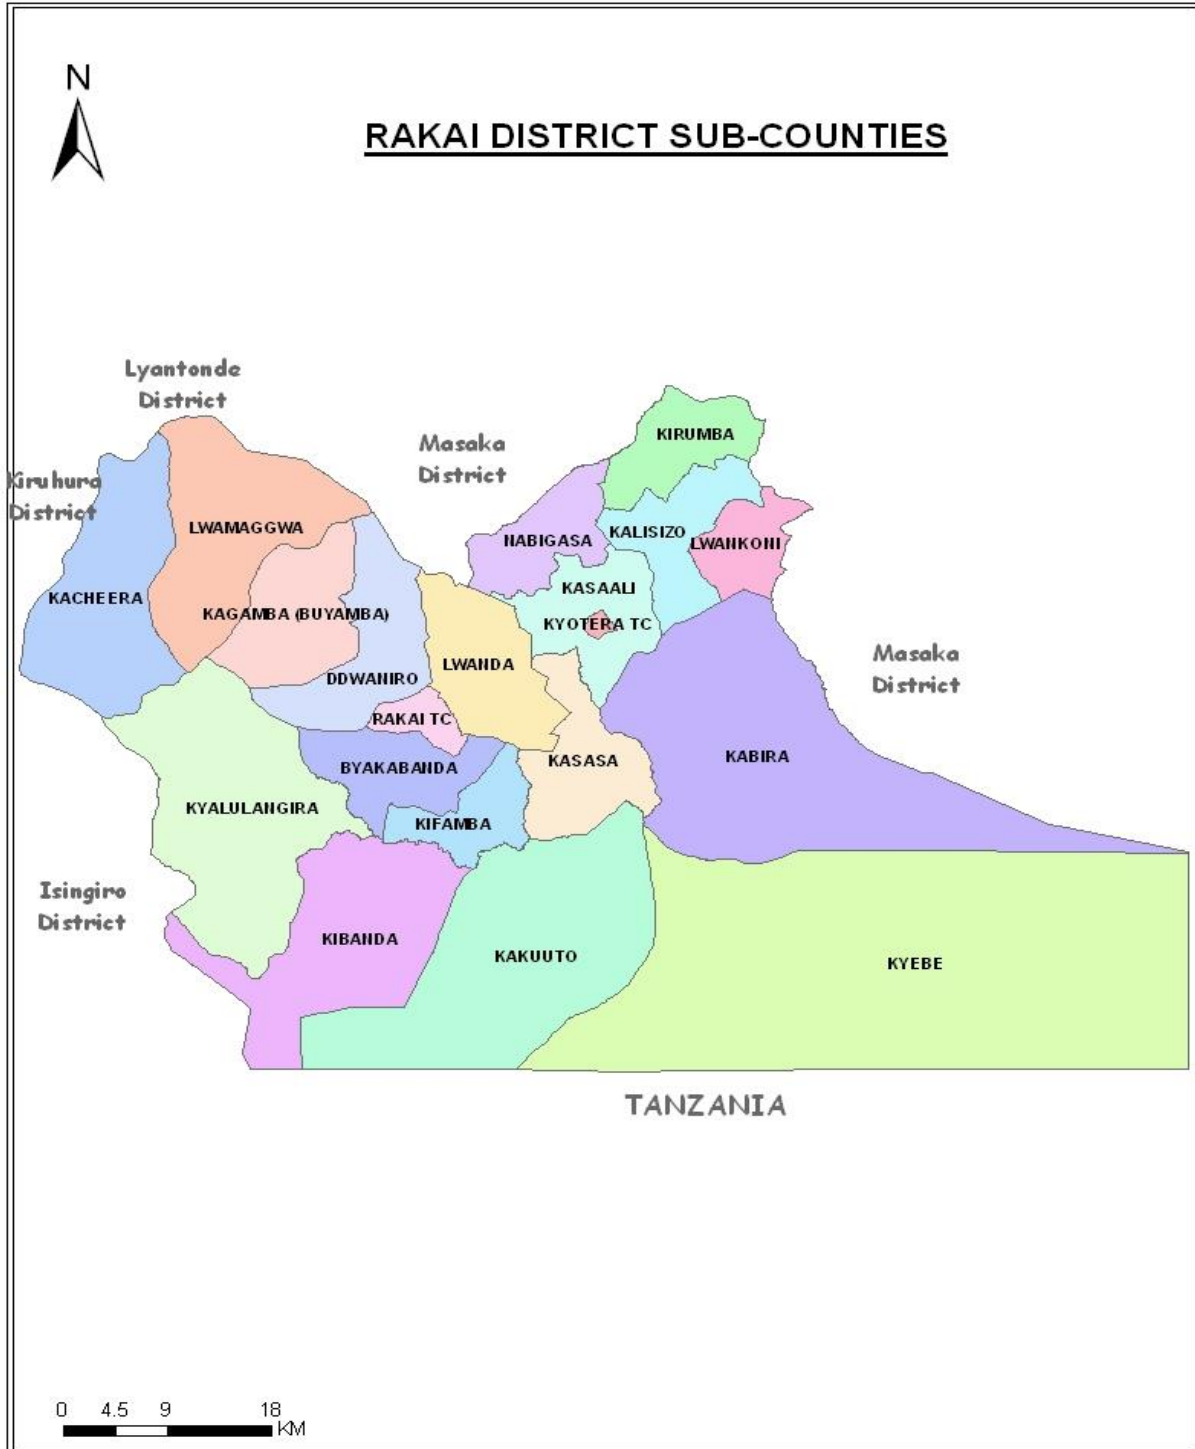 N
RAKAI DISTRICT SUB-COUNTIES
Lyantonde
District
Kiruhura
District
Masaka
District
KIRUMBA
LWAMAGGWA
NABIGASA
KALISIZO
LWANKONI
KACHEERA
KAGAMBA (BUYAMBA)
KASAALI
KYOTERA TC
DDWANIRO
LWANDA
Masaka
District
RAKAI TC
BYAKABANDA
KASASA
KABIRA
KYALULANGIRA
KIFAMBA
Isingiro
District
KIBANDA
KAKUUTO
KYEBE
TANZANIA
0 4.5 9 18
KM